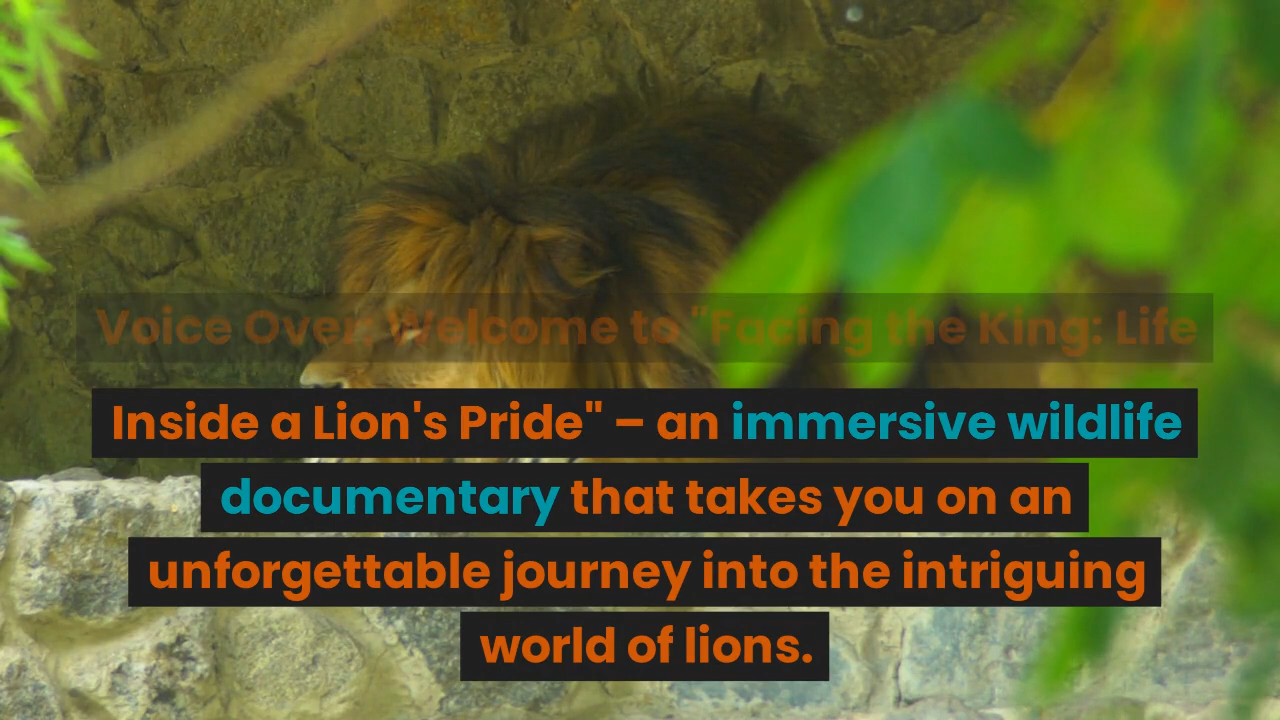 Voice Over: Welcome to "Facing the King: Life
Inside a Lion's Pride" – an immersive wildlife
documentary that takes you on an
unforgettable journey into the intriguing
world of lions.